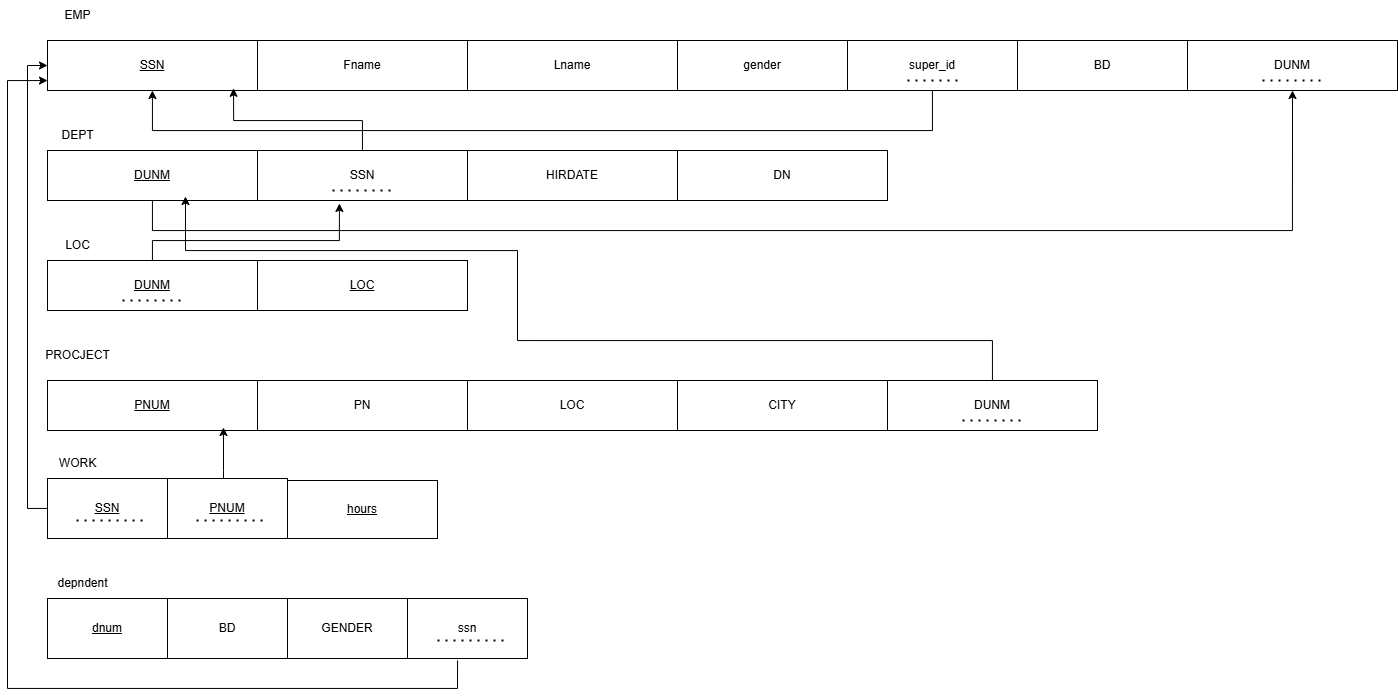 EMP
SSN Fname Lname gender super_id BD DUNM
DEPT
DUNM SSN HIRDATE DN
LOC
DUNM LOC
PROCJECT
PNUM PN LOC CITY DUNM
WORK
SSN PNUM hours
depndent
dnum BD GENDER ssn